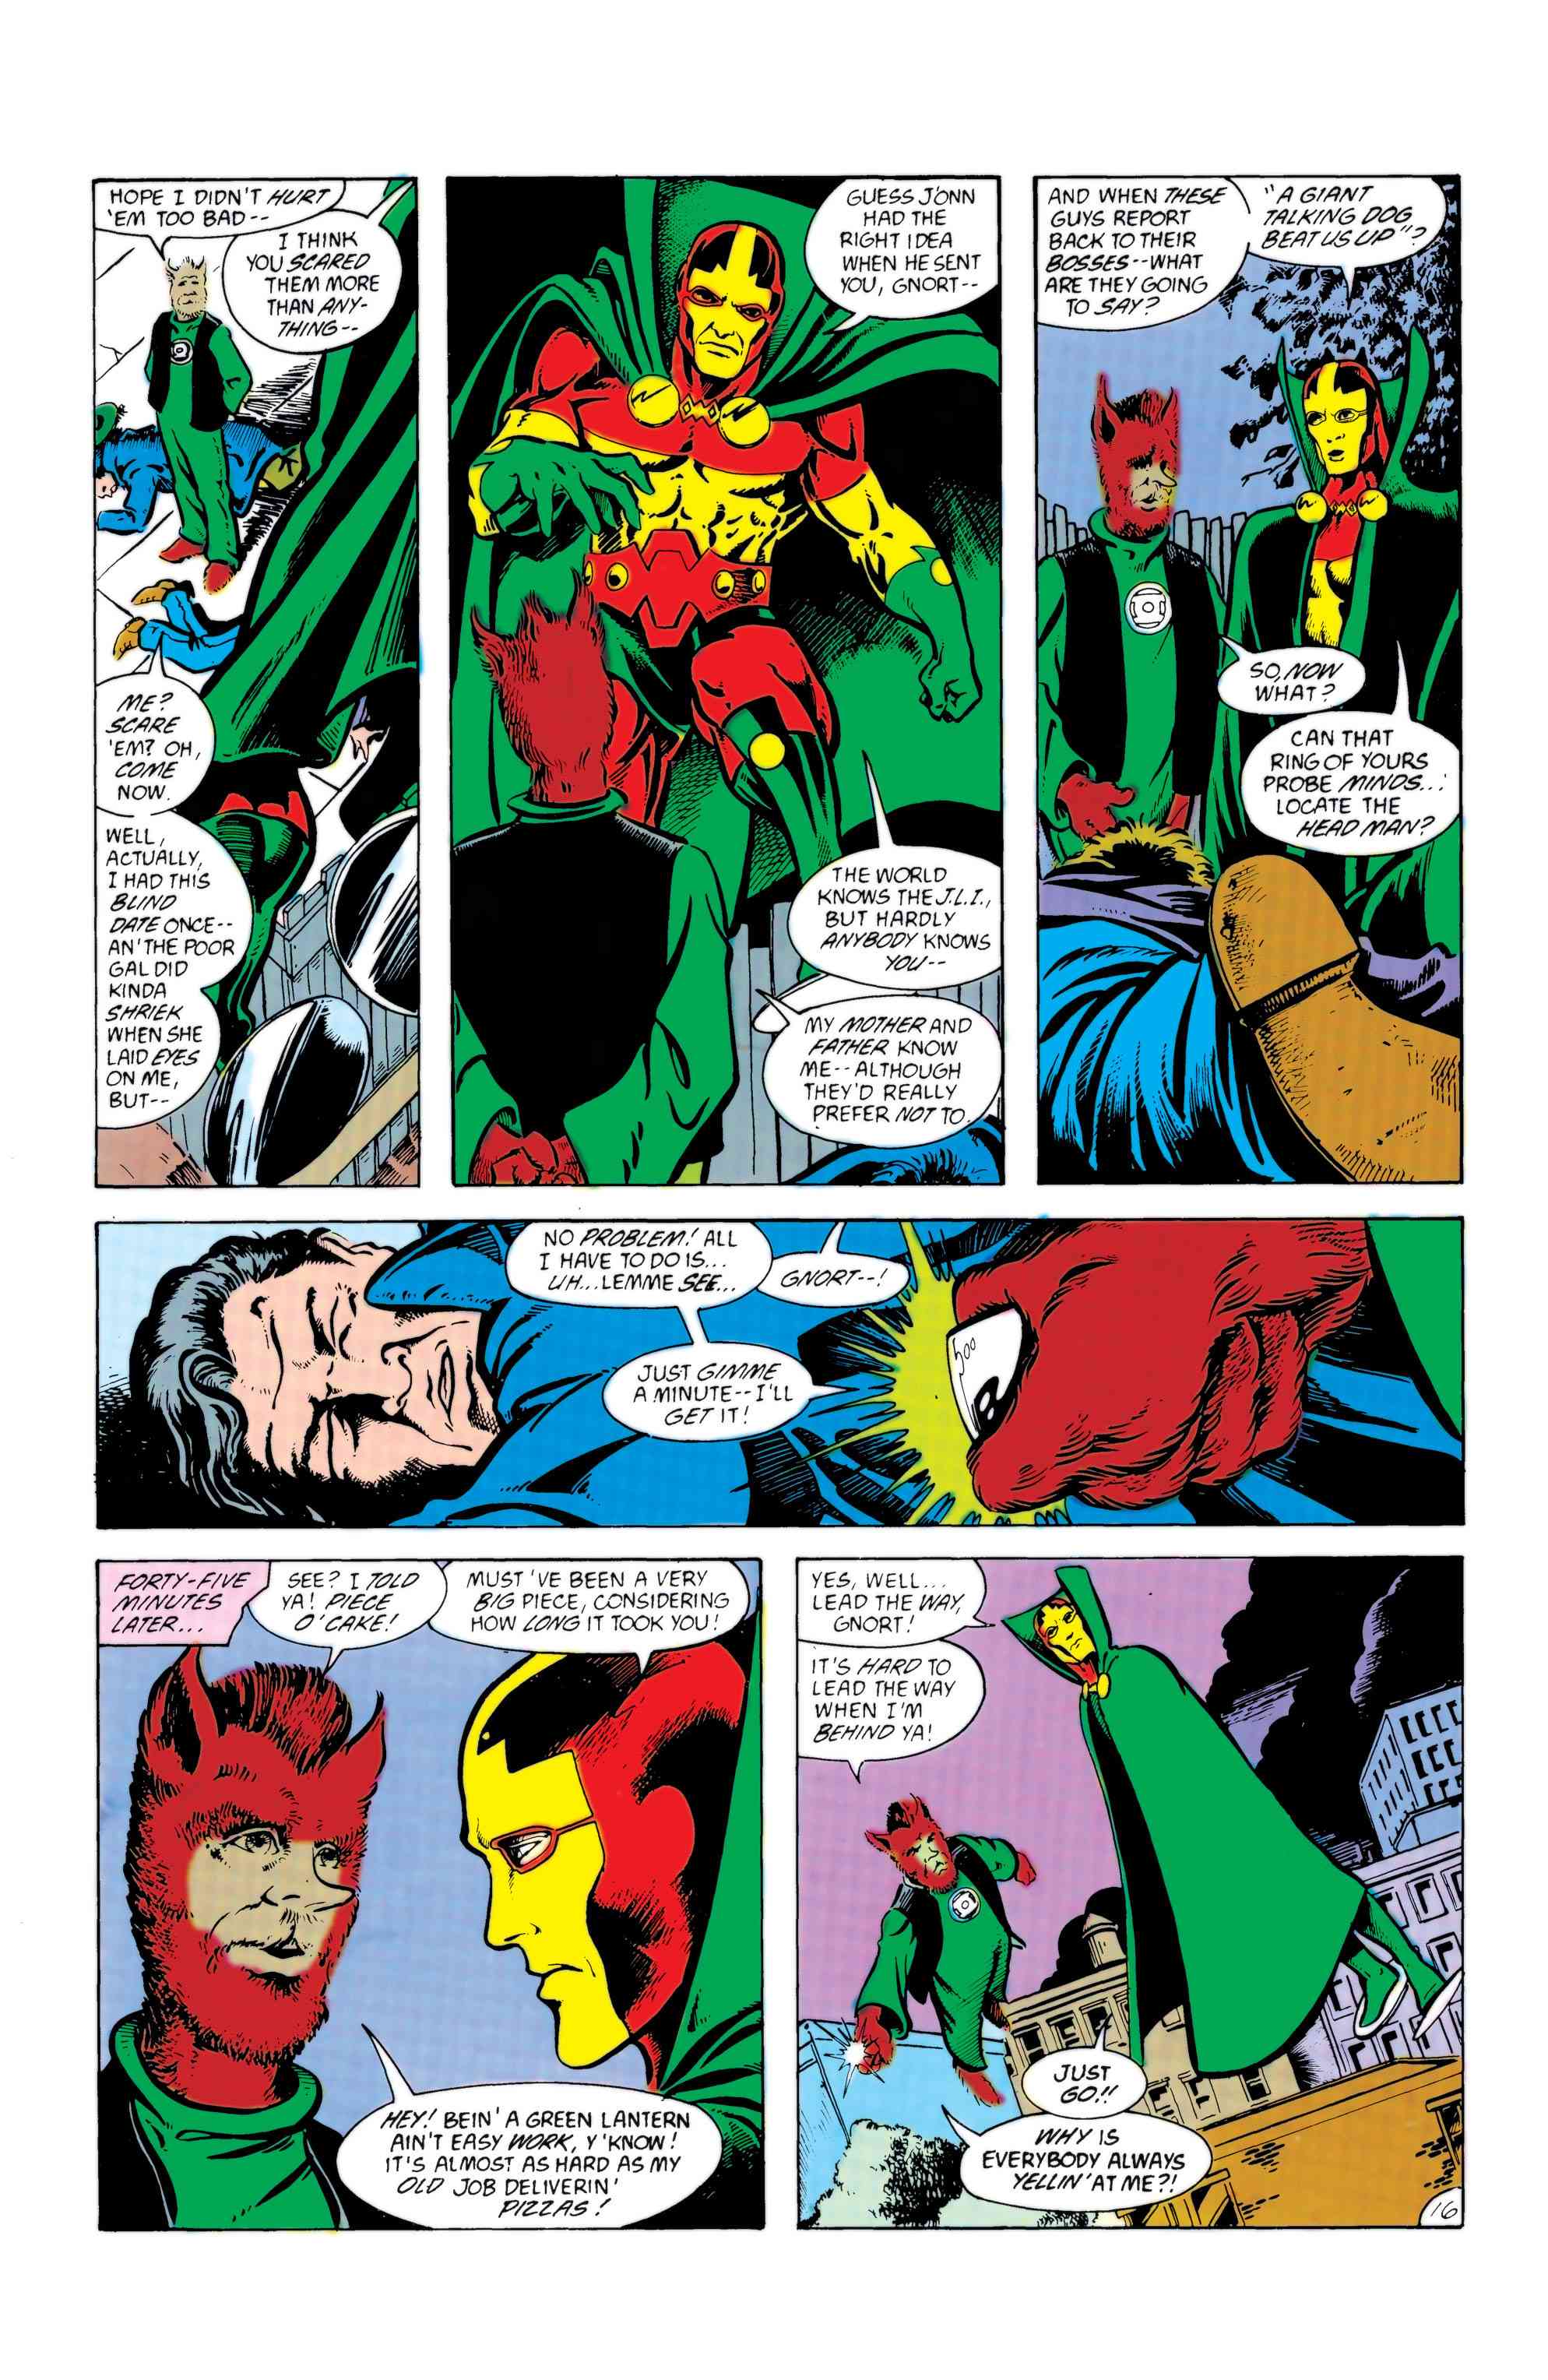 HOPE I DIDN'T HURT
'EM TOO BAD--
I THINK
YOU SCARED
THEM MORE
THAN ANY-
THING--
ME?
SCARE
'EM? OH,
COME
NOW.
WELL,
ACTUALLY,
I HAD THIS
BLIND
DATE ONCE--
AN' THE POOR
GAL DID
KINDA
SHRIEK
WHEN SHE
LAID EYES
ON ME,
BUT--
GUESS J'ONN
HAD THE
RIGHT IDEA
WHEN HE SENT
YOU, GNORT--
THE WORLD
KNOWS THE J.L.I.,
BUT HARDLY
ANYBODY KNOWS
YOU--
MY MOTHER AND
FATHER KNOW
ME--ALTHOUGH
THEY'D REALLY
PREFER NOT TO.
AND WHEN THESE
GUYS REPORT
BACK TO THEIR
BOSSES--WHAT
ARE THEY GOING
TO SAY?
"A GIANT
TALKING DOG
BEAT US UP"?
SO, NOW
WHAT?
CAN THAT
RING OF YOURS
PROBE MINDS...
LOCATE THE
HEAD MAN?
NO PROBLEM! ALL
I HAVE TO DO IS...
UH...LEMME SEE...
GNORT--!
JUST GIMME
A MINUTE--I'LL
GET IT!
FORTY-FIVE
MINUTES
LATER...
SEE? I TOLD
YA! PIECE
O'CAKE!
MUST'VE BEEN A VERY
BIG PIECE, CONSIDERING
HOW LONG IT TOOK YOU!
HEY! BEIN' A GREEN LANTERN
AIN'T EASY WORK, Y'KNOW!
IT'S ALMOST AS HARD AS MY
OLD JOB DELIVERIN'
PIZZAS!
YES, WELL...
LEAD THE WAY,
GNORT!
IT'S HARD TO
LEAD THE WAY
WHEN I'M
BEHIND YA!
JUST
GO!!
WHY IS
EVERYBODY ALWAYS
YELLIN' AT ME?!
16